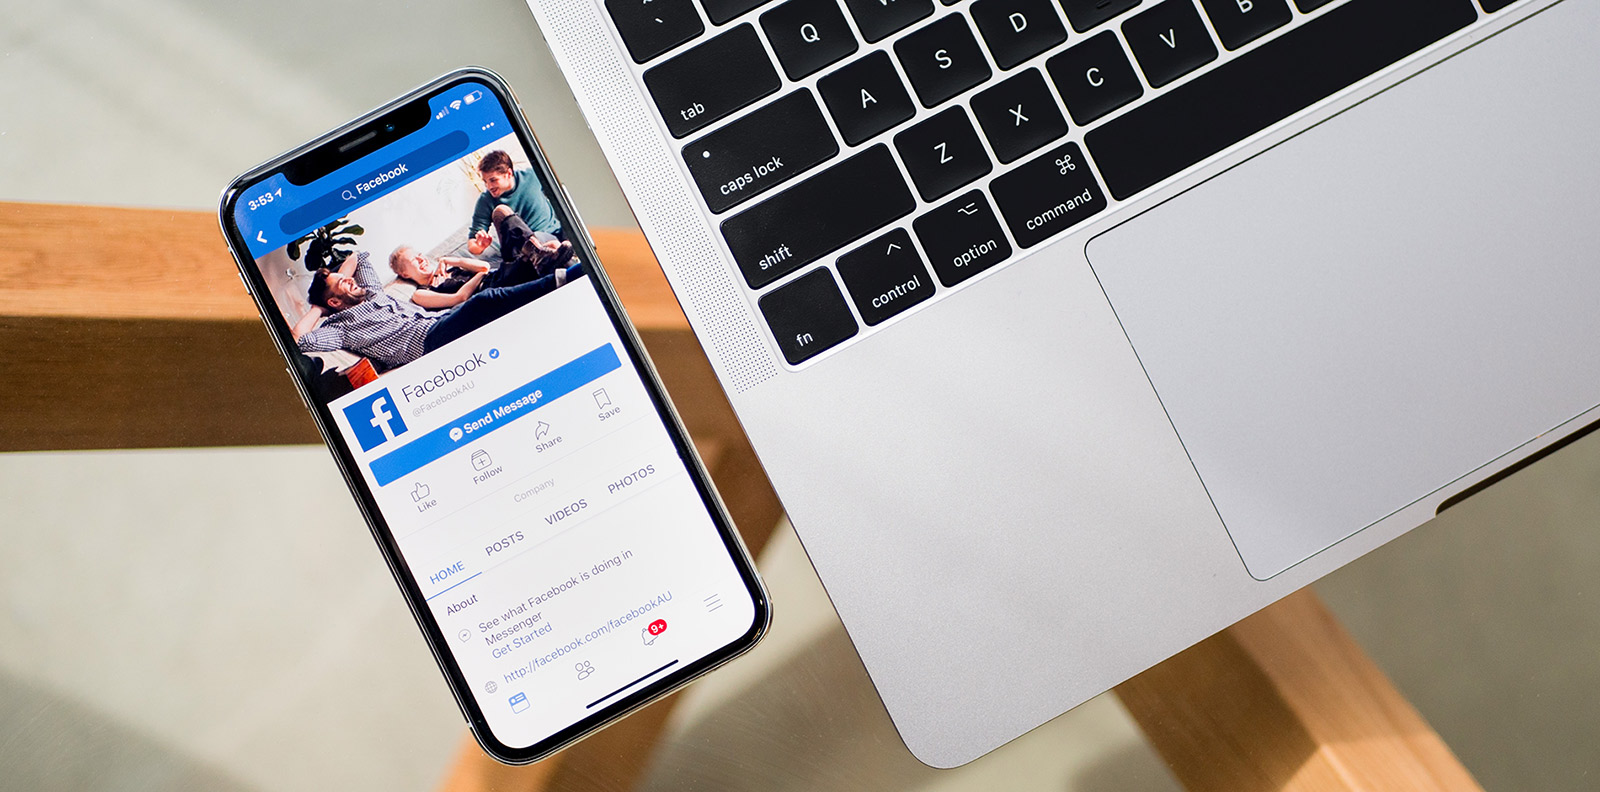 3:53
Facebook
Facebook
@FacebookAU
Send Message
Like
Follow
Share
Save
Company
HOME
POSTS
VIDEOS
PHOTOS
About
See what Facebook is doing in
Messenger
Get Started
http://facebook.com/facebookAU
9+
Q
tab
A
S
D
caps lock
Z
X
C
V
B
shift
fn
control
option
command